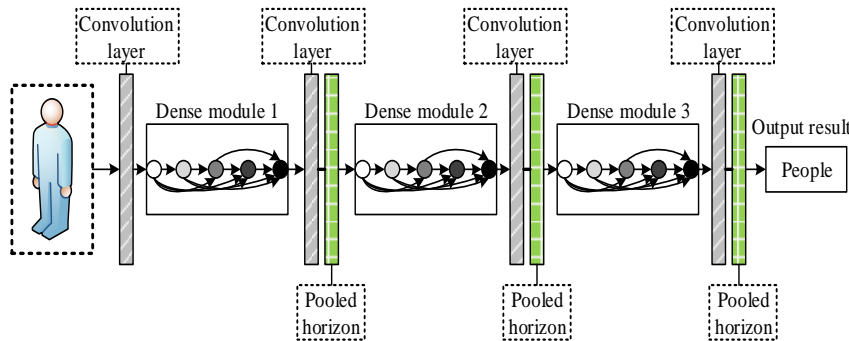 Convolution
layer
Convolution
layer
Convolution
layer
Convolution
layer
Dense module 1
Dense module 2
Dense module 3
Output result
People
Pooled
horizon
Pooled
horizon
Pooled
horizon